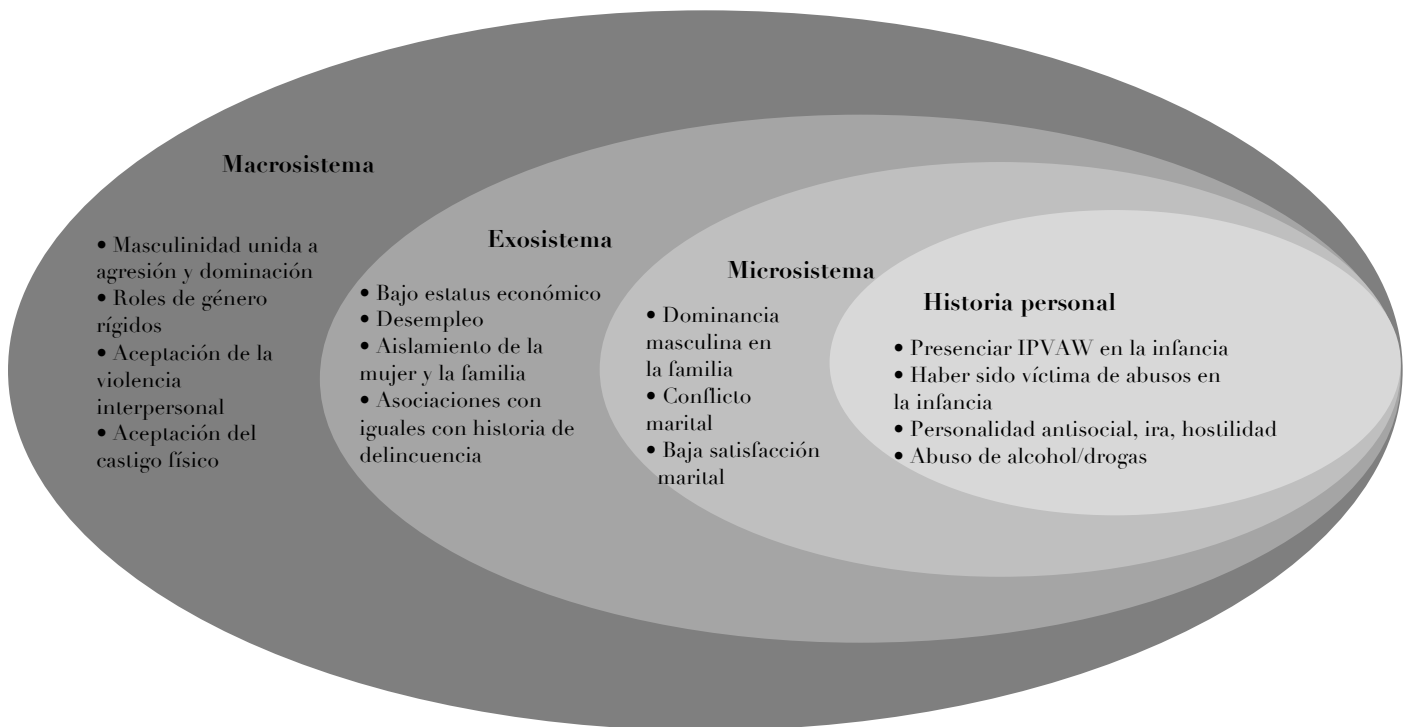 Macrosistema
• Masculinidad unida a
agresión y dominación
• Roles de género
rígidos
• Aceptación de la
violencia
interpersonal
• Aceptación del
castigo físico
Exosistema
• Bajo estatus económico
• Desempleo
• Aislamiento de la
mujer y la familia
• Asociaciones con
iguales con historia de
delincuencia
Microsistema
• Dominancia
masculina en
la familia
• Conflicto
marital
• Baja satisfacción
marital
Historia personal
• Presenciar IPVAW en la infancia
• Haber sido víctima de abusos en
la infancia
• Personalidad antisocial, ira, hostilidad
• Abuso de alcohol/drogas